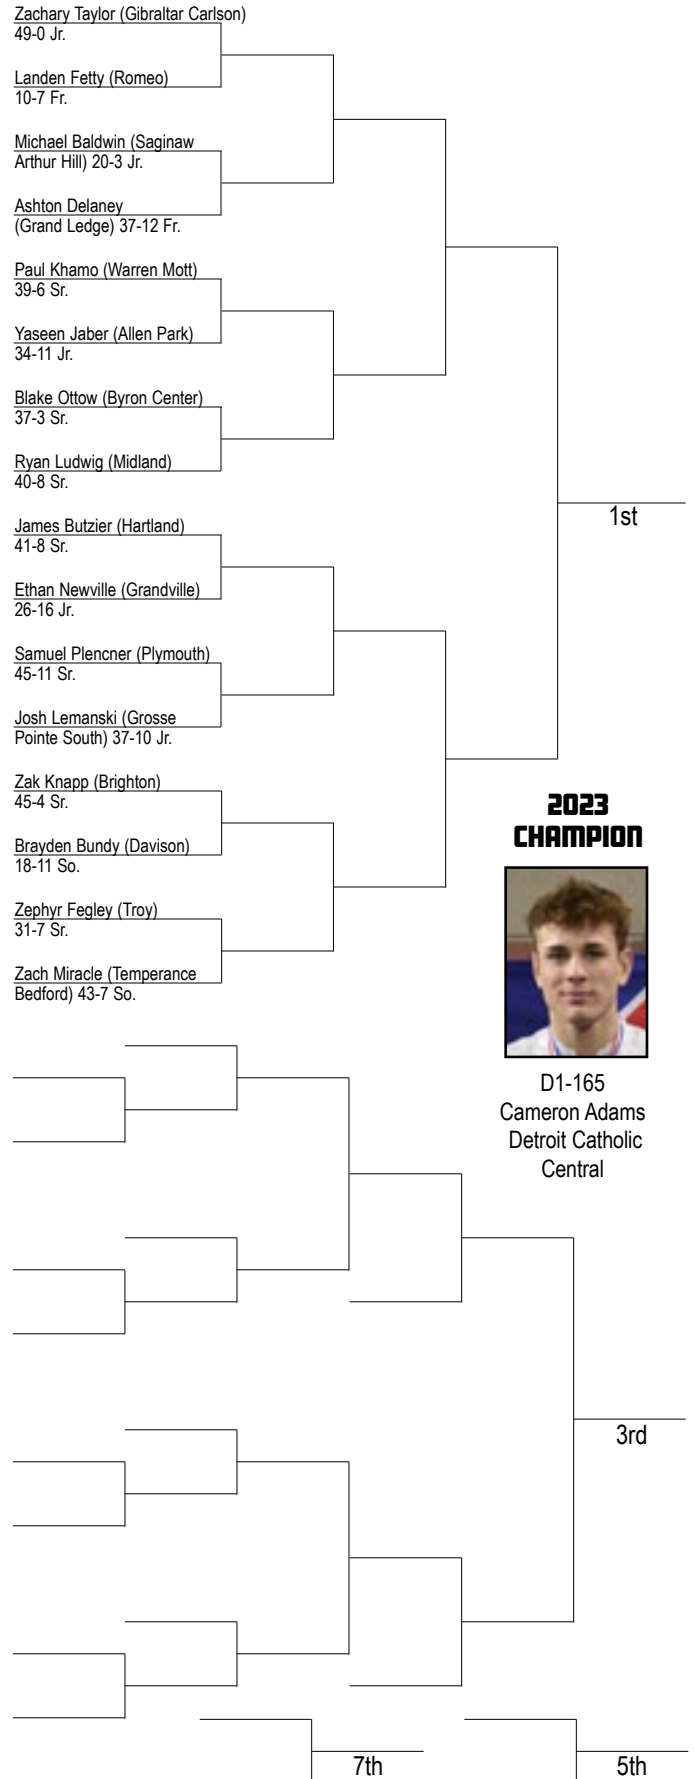 Zachary Taylor (Gibraltar Carlson)
49-0 Jr.
Landen Fetty (Romeo)
10-7 Fr.
Michael Baldwin (Saginaw
Arthur Hill) 20-3 Jr.
Ashton Delaney
(Grand Ledge) 37-12 Fr.
Paul Khamo (Warren Mott)
39-6 Sr.
Yaseen Jaber (Allen Park)
34-11 Jr.
Blake Ottow (Byron Center)
37-3 Sr.
Ryan Ludwig (Midland)
40-8 Sr.
James Butzier (Hartland)
41-8 Sr.
Ethan Newville (Grandville)
26-16 Jr.
Samuel Plencner (Plymouth)
45-11 Sr.
Josh Lemanski (Grosse
Pointe South) 37-10 Jr.
Zak Knapp (Brighton)
45-4 Sr.
Brayden Bundy (Davison)
18-11 So.
Zephyr Fegley (Troy)
31-7 Sr.
Zach Miracle (Temperance
Bedford) 43-7 So.
1st
2023
CHAMPION
D1-165
Cameron Adams
Detroit Catholic
Central
3rd
7th
5th